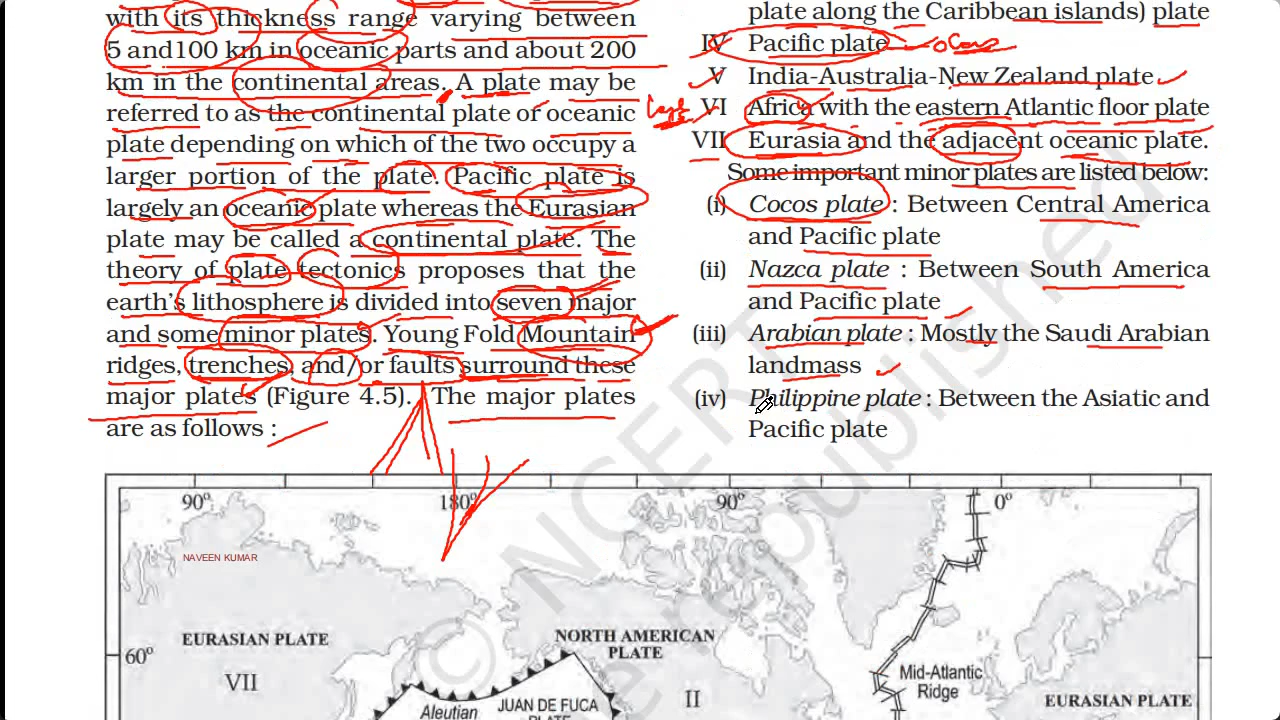 with its thickness range varying between
5 and100 km in oceanic parts and about 200
km in the continental areas. A plate may be
referred to as the continental plate or oceanic
plate depending on which of the two occupy a
larger portion of the plate. Pacific plate is
largely an oceanic plate whereas the Eurasian
plate may be called a continental plate. The
theory of plate tectonics proposes that the
earth's lithosphere is divided into seven major
and some minor plates. Young Fold Mountain
ridges, trenches, and/or faults surround these
major plates (Figure 4.5). The major plates
are as follows :
plate along the Caribbean islands) plate
IV Pacific plate
V India-Australia-New Zealand plate
VI Africa with the eastern Atlantic floor plate
VII Eurasia and the adjacent oceanic plate.
Some important minor plates are listed below:
(i) Cocos plate : Between Central America
and Pacific plate
(ii) Nazca plate : Between South America
and Pacific plate
(iii) Arabian plate : Mostly the Saudi Arabian
landmass
(iv) Philippine plate : Between the Asiatic and
Pacific plate
90° 180° 90° 0°
NAVEEN KUMAR
EURASIAN PLATE
VII
60°
NORTH AMERICAN
PLATE
II
JUAN DE FUCA
PLATE
Aleutian
Mid-Atlantic
Ridge
EURASIAN PLATE
© NCERT
republished